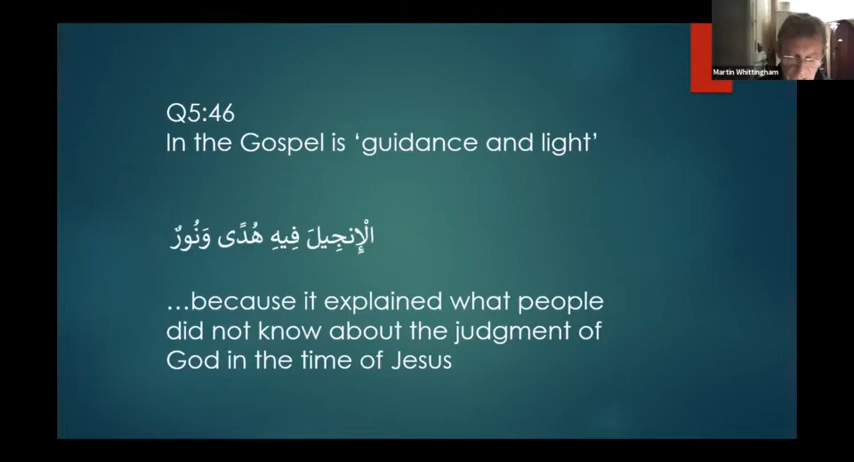 Martin Whittingham
Q5:46
In the Gospel is ‘guidance and light’
الْإِنجِيلَ فِيهِ هُدًى وَنُورٌ
…because it explained what people
did not know about the judgment of
God in the time of Jesus